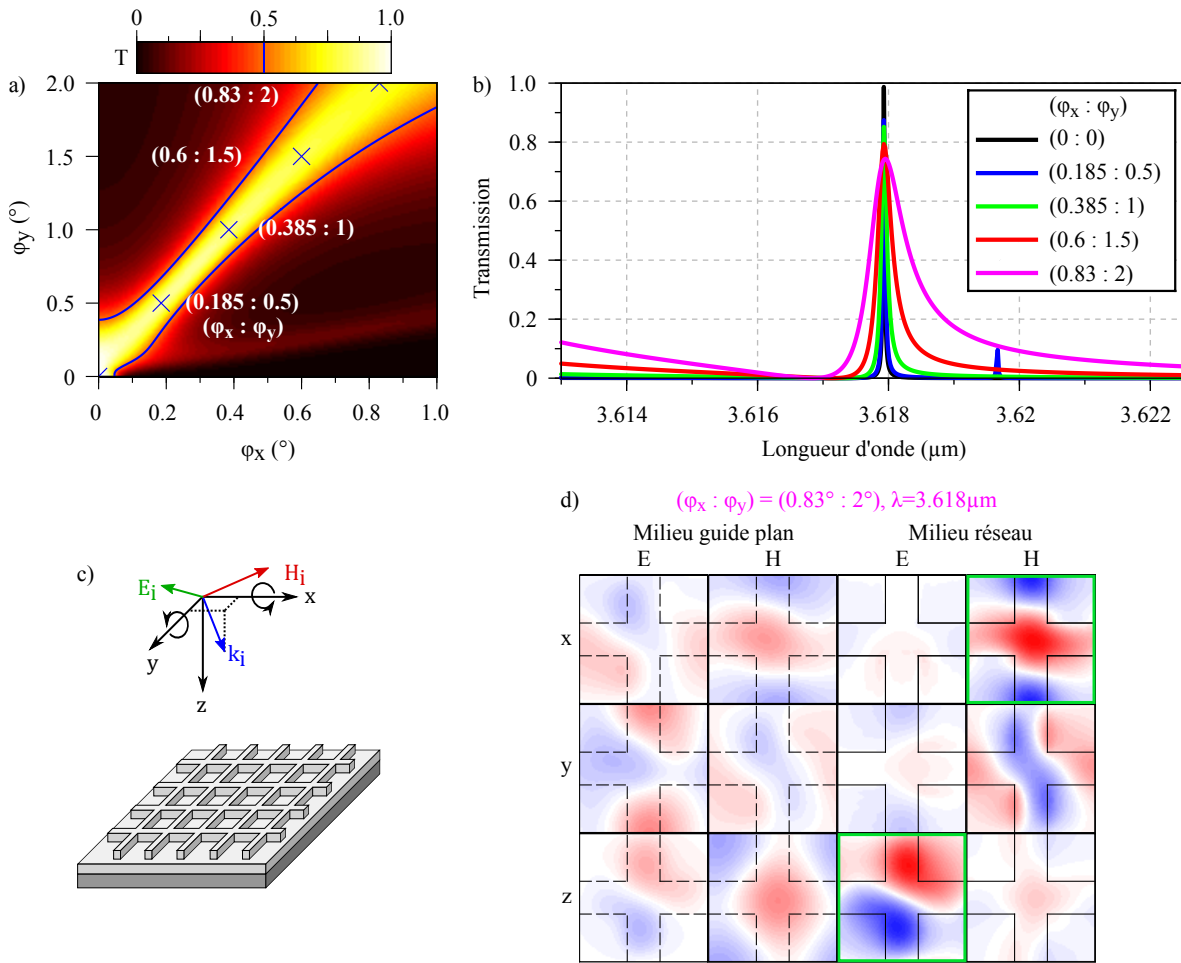 0 0.5 1.0
T
a)
2.0
1.5
1.0
0.5
0
φy (°)
(0.83 : 2)
(0.6 : 1.5)
(0.385 : 1)
(0.185 : 0.5)
(φx : φy)
0 0.2 0.4 0.6 0.8 1.0
φx (°)
b)
1.0
0.8
0.6
0.4
0.2
0
Transmission
(φx : φy)
(0 : 0)
(0.185 : 0.5)
(0.385 : 1)
(0.6 : 1.5)
(0.83 : 2)
3.614 3.616 3.618 3.62 3.622
Longueur d'onde (µm)
c)
Ei
Hi
x
y
ki
z
d)
(φx : φy) = (0.83° : 2°), λ=3.618µm
Milieu guide plan Milieu réseau
E H E H
x
y
z